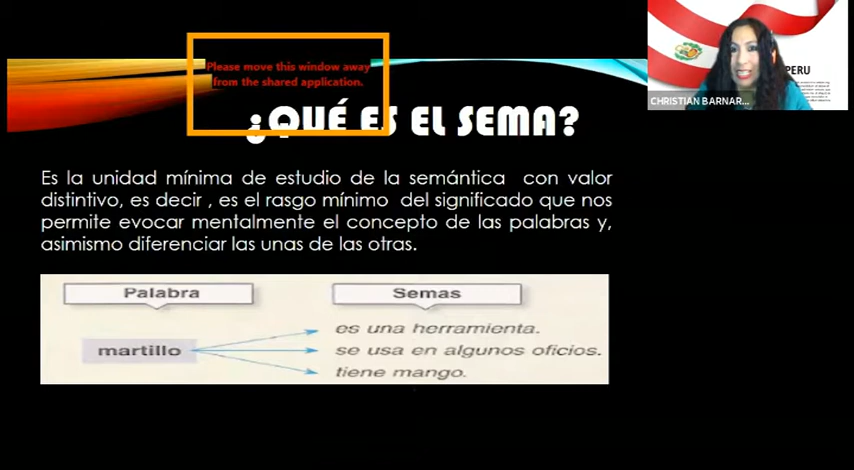 Please move this window away
from the shared application.
¿QUÉ ES EL SEMA?
PERU
CHRISTIAN BARNAR...
Es la unidad mínima de estudio de la semántica con valor
distintivo, es decir , es el rasgo mínimo del significado que nos
permite evocar mentalmente el concepto de las palabras y,
asimismo diferenciar las unas de las otras.
Palabra
Semas
martillo
es una herramienta.
se usa en algunos oficios.
tiene mango.